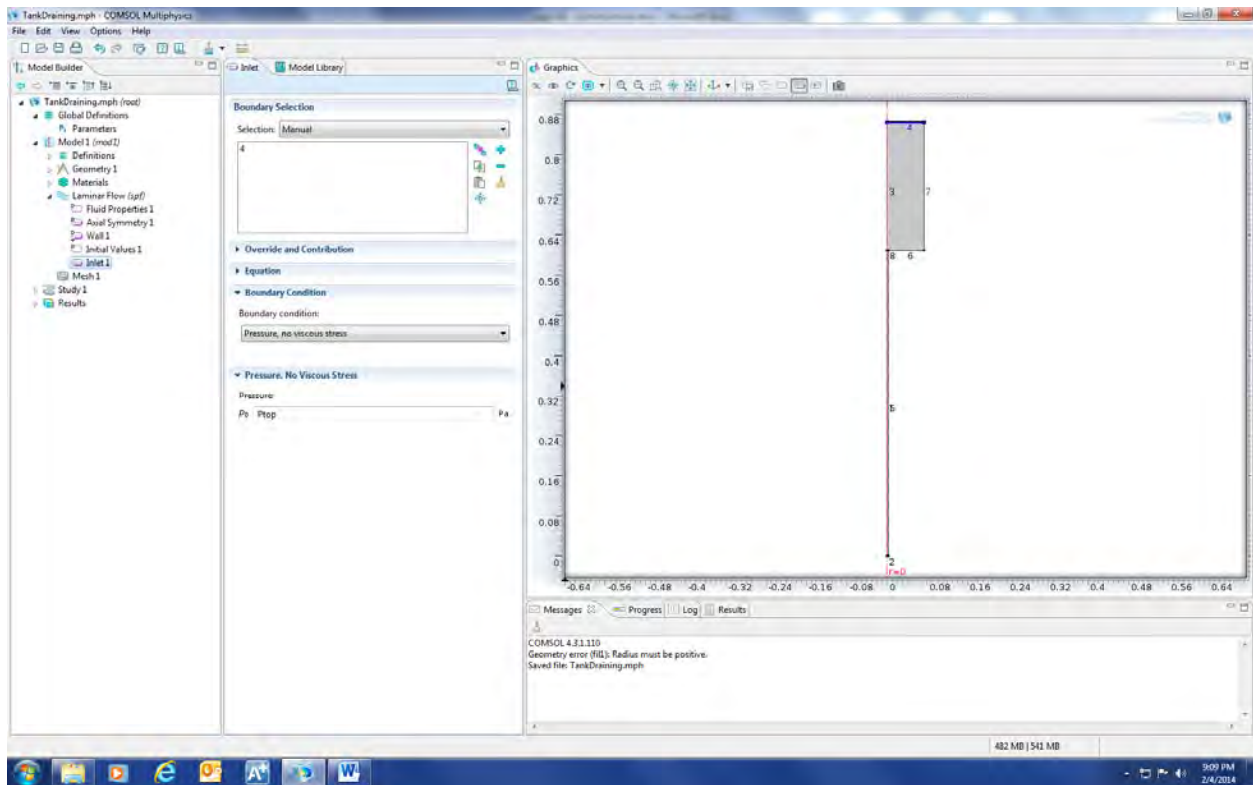 TankDraining.mph - COMSOL Multiphysics
File Edit View Options Help
Model Builder
TankDraining.mph (root)
Global Definitions
Parameters
Model 1 (mod1)
Definitions
Geometry 1
Materials
Laminar Flow (spf)
Fluid Properties 1
Axial Symmetry 1
Wall 1
Initial Values 1
Inlet 1
Mesh 1
Study 1
Results
Inlet Model Library
Boundary Selection
Selection: Manual
4
Override and Contribution
Equation
Boundary Condition
Boundary condition:
Pressure, no viscous stress
Pressure, No Viscous Stress
Pressure:
P0 Ptop Pa
Graphics
0.88
0.8
0.72
0.64
0.56
0.48
0.4
0.32
0.24
0.16
0.08
0
4
3 7
8 6
5
2
r=0
-0.64 -0.56 -0.48 -0.4 -0.32 -0.24 -0.16 -0.08 0 0.08 0.16 0.24 0.32 0.4 0.48 0.56 0.64
Messages Progress Log Results
COMSOL 4.3.1.110
Geometry error (fil1): Radius must be positive.
Saved file: TankDraining.mph
482 MB | 541 MB
9:09 PM
2/4/2014